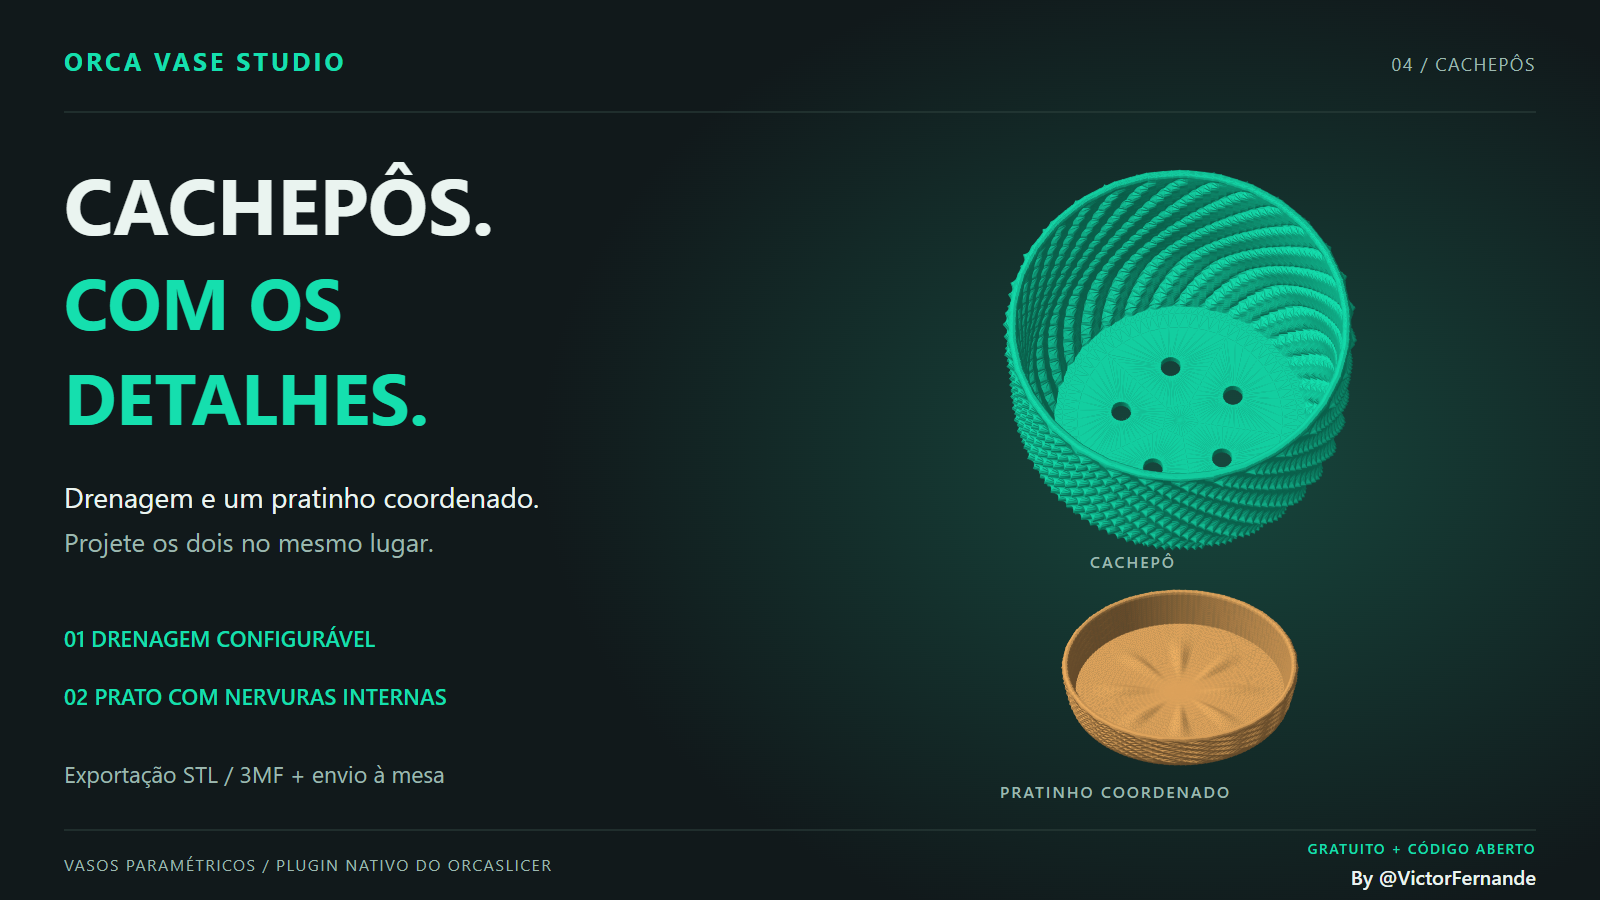 ORCA VASE STUDIO
04 / CACHEPÔS
CACHEPÔS.
COM OS
DETALHES.
Drenagem e um pratinho coordenado.
Projete os dois no mesmo lugar.
01 DRENAGEM CONFIGURÁVEL
02 PRATO COM NERVURAS INTERNAS
Exportação STL / 3MF + envio à mesa
CACHEPÔ
PRATINHO COORDENADO
VASOS PARAMÉTRICOS / PLUGIN NATIVO DO ORCASLICER
GRATUITO + CÓDIGO ABERTO
By @VictorFernande